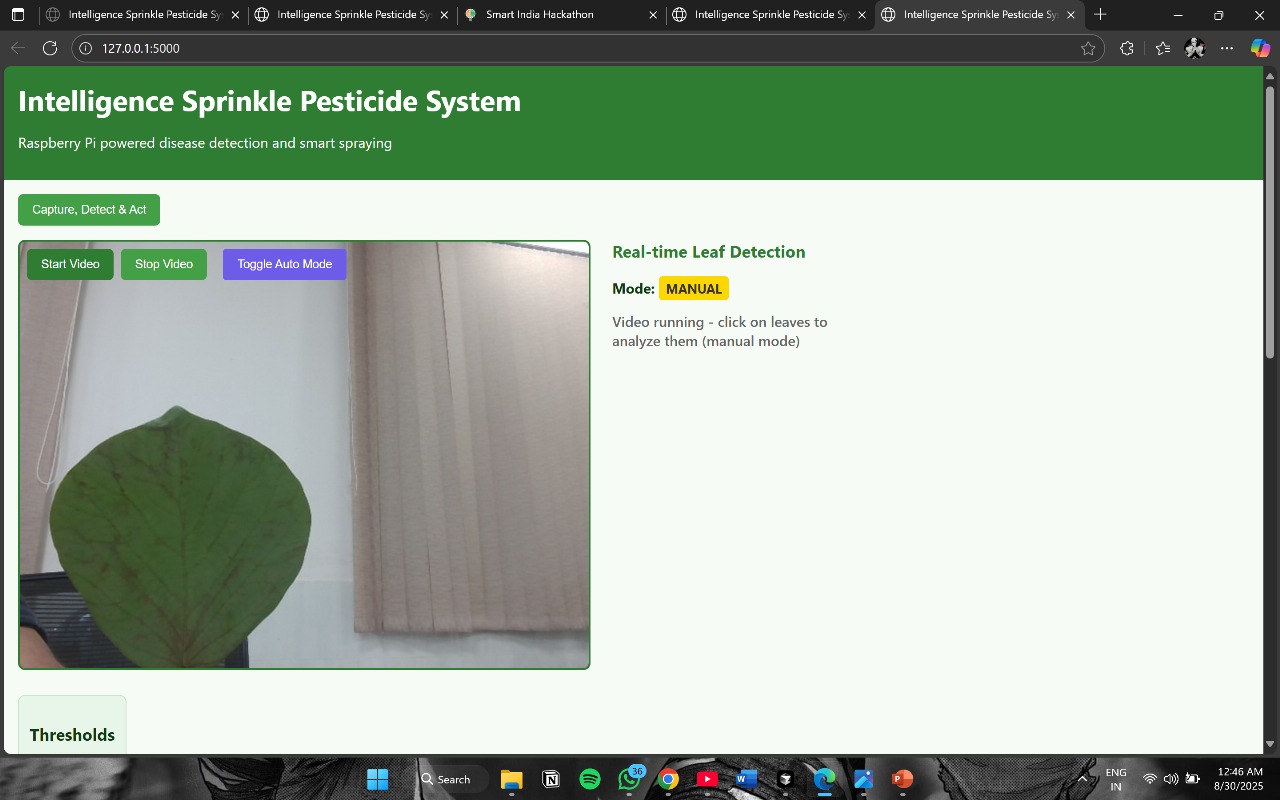 Intelligence Sprinkle Pesticide Sy
Intelligence Sprinkle Pesticide Sy
Smart India Hackathon
Intelligence Sprinkle Pesticide Sy
Intelligence Sprinkle Pesticide Sy
127.0.0.1:5000
Intelligence Sprinkle Pesticide System
Raspberry Pi powered disease detection and smart spraying
Capture, Detect & Act
Start Video
Stop Video
Toggle Auto Mode
Real-time Leaf Detection
Mode: MANUAL
Video running - click on leaves to
analyze them (manual mode)
Thresholds
Search
36
ENG
IN
12:46 AM
8/30/2025